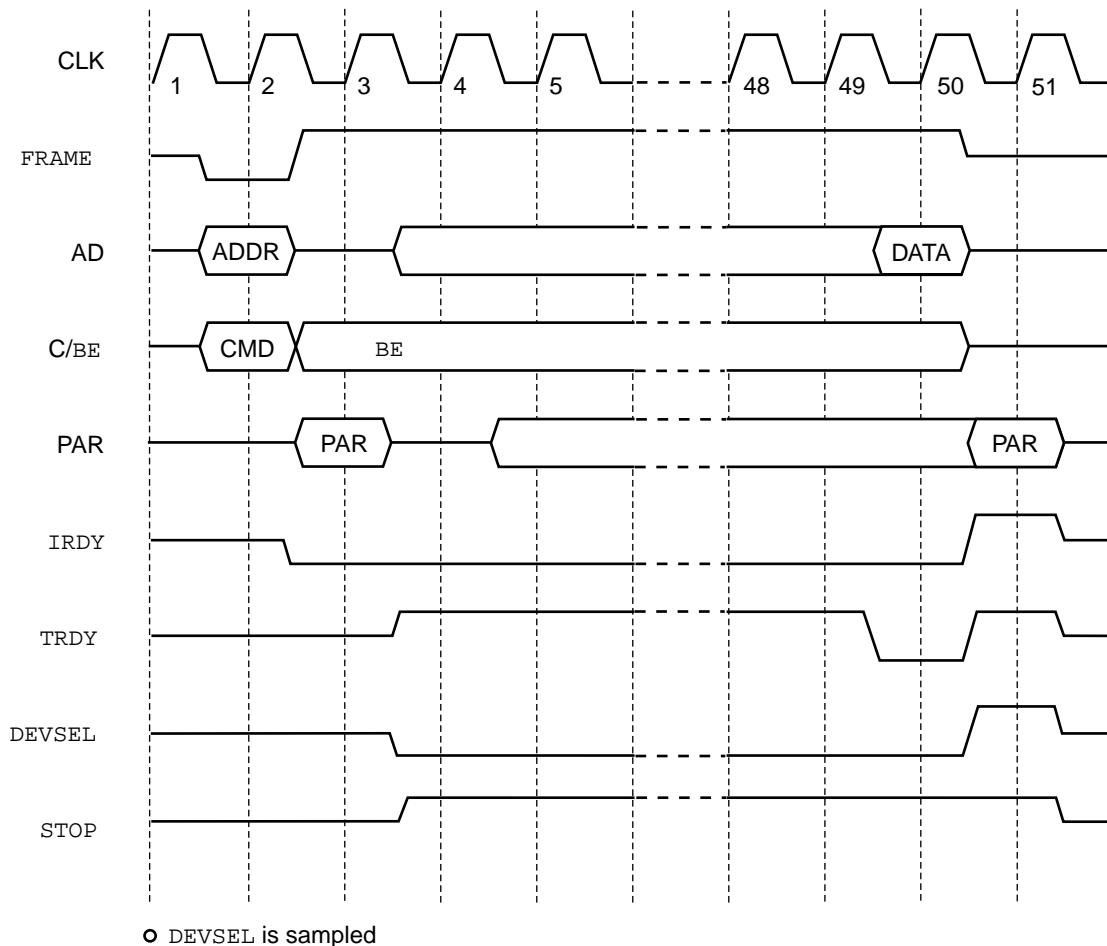 CLK
1 2 3 4 5 48 49 50 51
FRAME
AD ADDR DATA
C/BE CMD BE
PAR PAR PAR
IRDY
TRDY
DEVSEL
STOP
DEVSEL is sampled